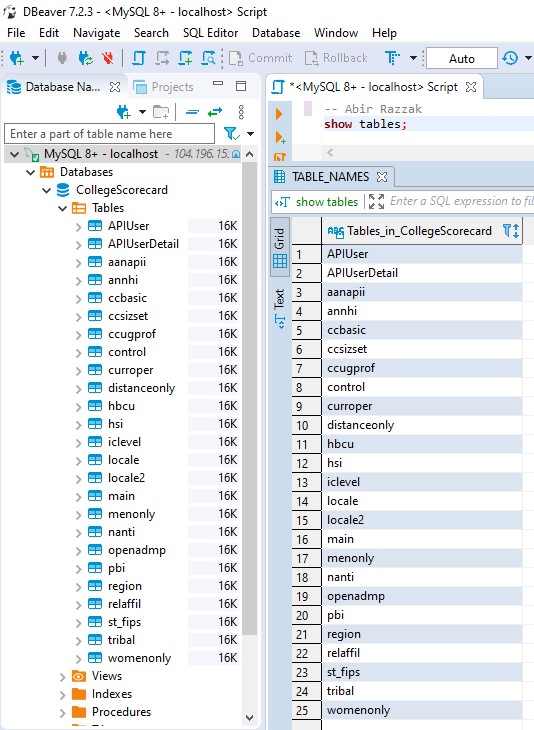 DBeaver 7.2.3 - <MySQL 8+ - localhost> Script
File Edit Navigate Search SQL Editor Database Window Help
Commit Rollback T Auto
Database Na... Projects
*<MySQL 8+ - localhost> Script
Enter a part of table name here
-- Abir Razzak
show tables;
MySQL 8+ - localhost - 104.196.15
Databases
CollegeScorecard
Tables
APIUser 16K
APIUserDetail 16K
aanapii 16K
annhi 16K
ccbasic 16K
ccsizset 16K
ccugprof 16K
control 16K
curroper 16K
distanceonly 16K
hbcu 16K
hsi 16K
iclevel 16K
locale 16K
locale2 16K
main 16K
menonly 16K
nanti 16K
openadmp 16K
pbi 16K
region 16K
relaffil 16K
st_fips 16K
tribal 16K
womenonly 16K
Views
Indexes
Procedures
TABLE_NAMES
show tables Enter a SQL expression to fil
Grid
Text
Tables_in_CollegeScorecard
1 APIUser
2 APIUserDetail
3 aanapii
4 annhi
5 ccbasic
6 ccsizset
7 ccugprof
8 control
9 curroper
10 distanceonly
11 hbcu
12 hsi
13 iclevel
14 locale
15 locale2
16 main
17 menonly
18 nanti
19 openadmp
20 pbi
21 region
22 relaffil
23 st_fips
24 tribal
25 womenonly